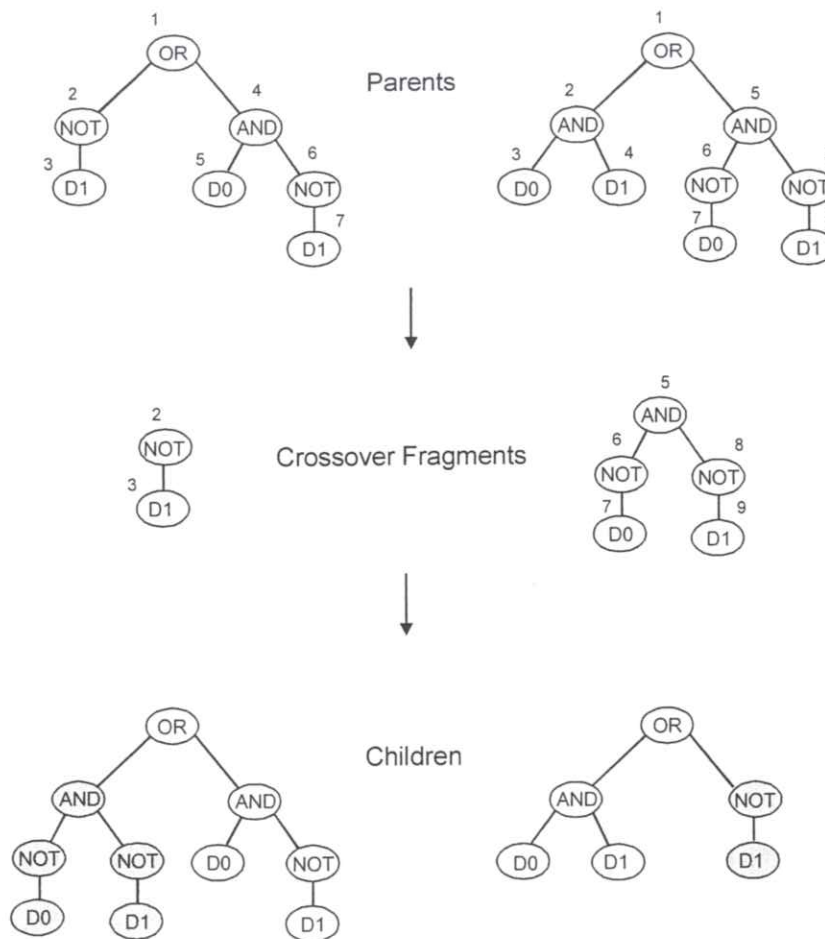 1 1
OR Parents OR
2 4 2 5
NOT AND AND AND
3 5 6 3 4 6
D1 D0 NOT D0 D1 NOT NOT
7 7
D1 D0 D1
2 5
NOT Crossover Fragments AND
3 6 8
D1 NOT NOT
7 9
D0 D1
OR Children OR
AND AND AND NOT
NOT NOT D0 NOT D0 D1 D1
D0 D1 D1